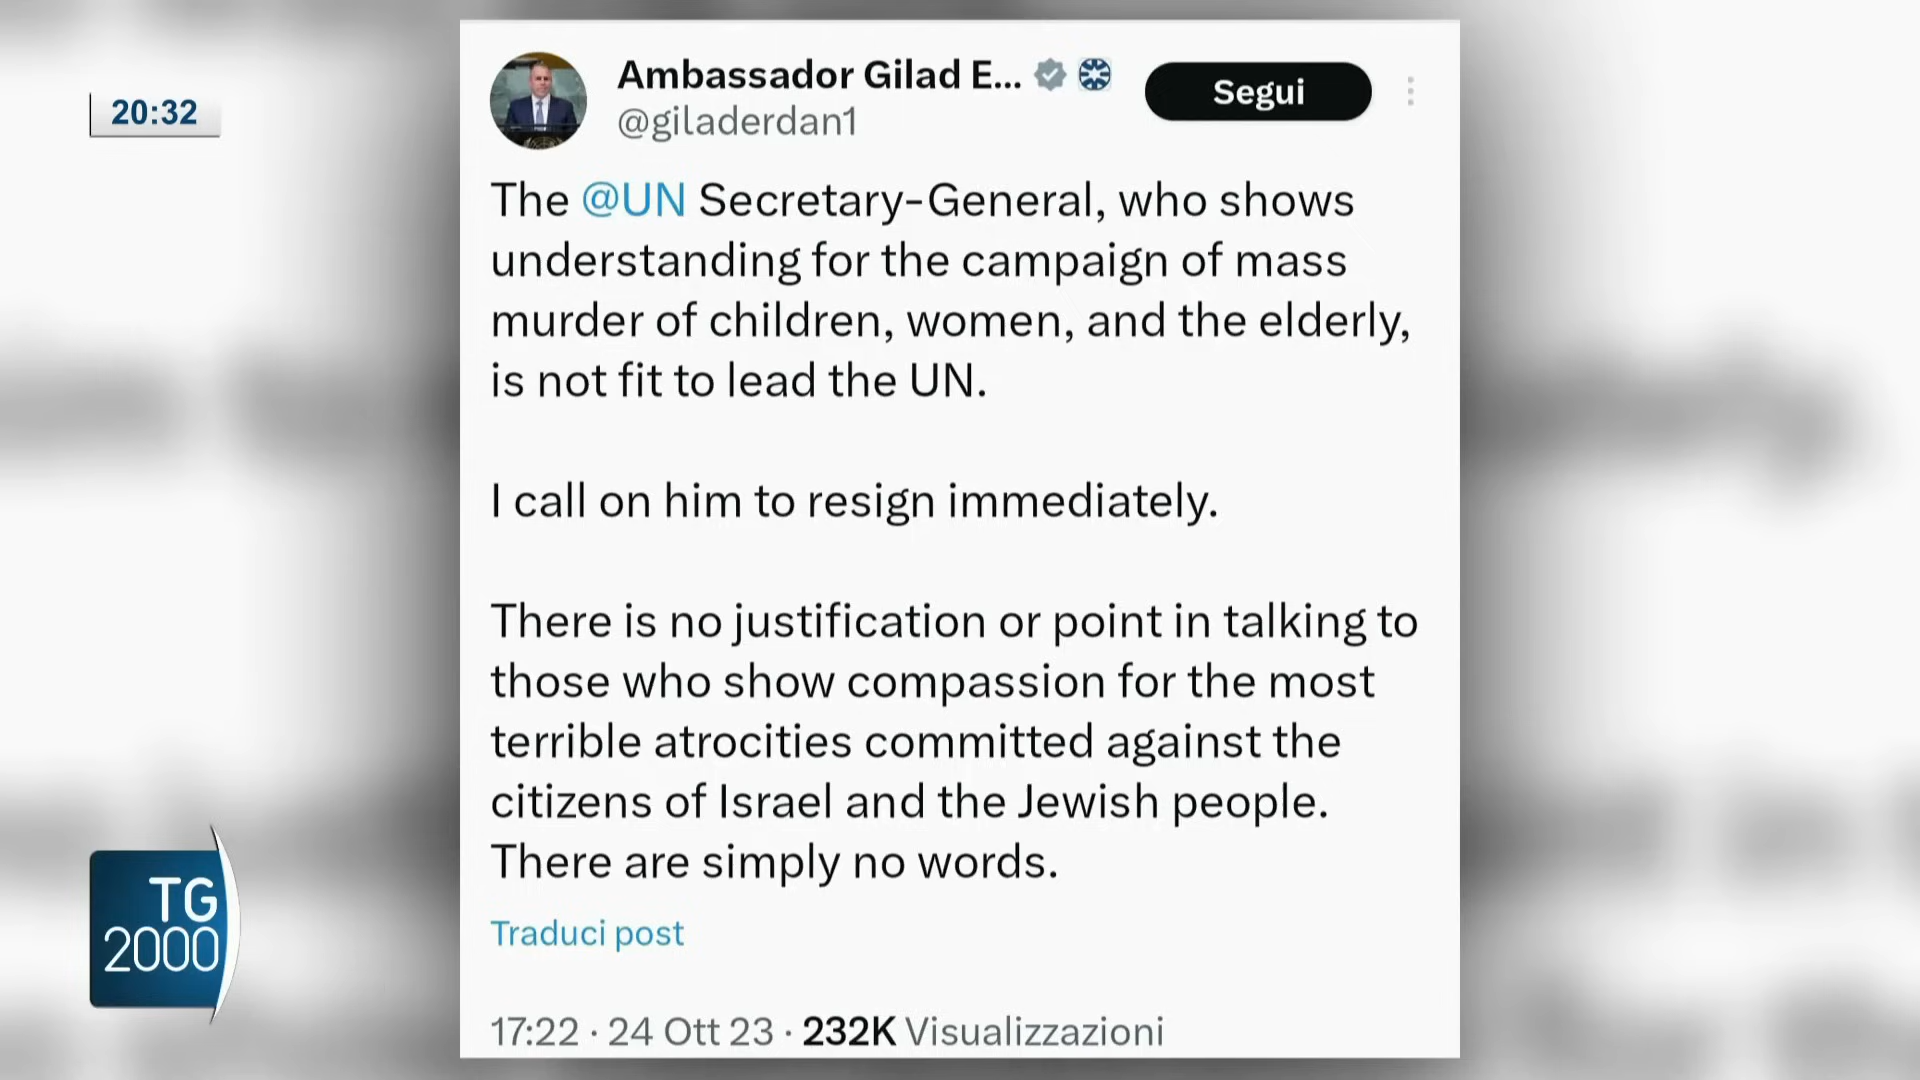 20:32
Ambassador Gilad E...
Segui
@giladerdan1
The @UN Secretary-General, who shows
understanding for the campaign of mass
murder of children, women, and the elderly,
is not fit to lead the UN.
I call on him to resign immediately.
There is no justification or point in talking to
those who show compassion for the most
terrible atrocities committed against the
citizens of Israel and the Jewish people.
There are simply no words.
Traduci post
17:22 · 24 Ott 23 · 232K Visualizzazioni
TG
2000